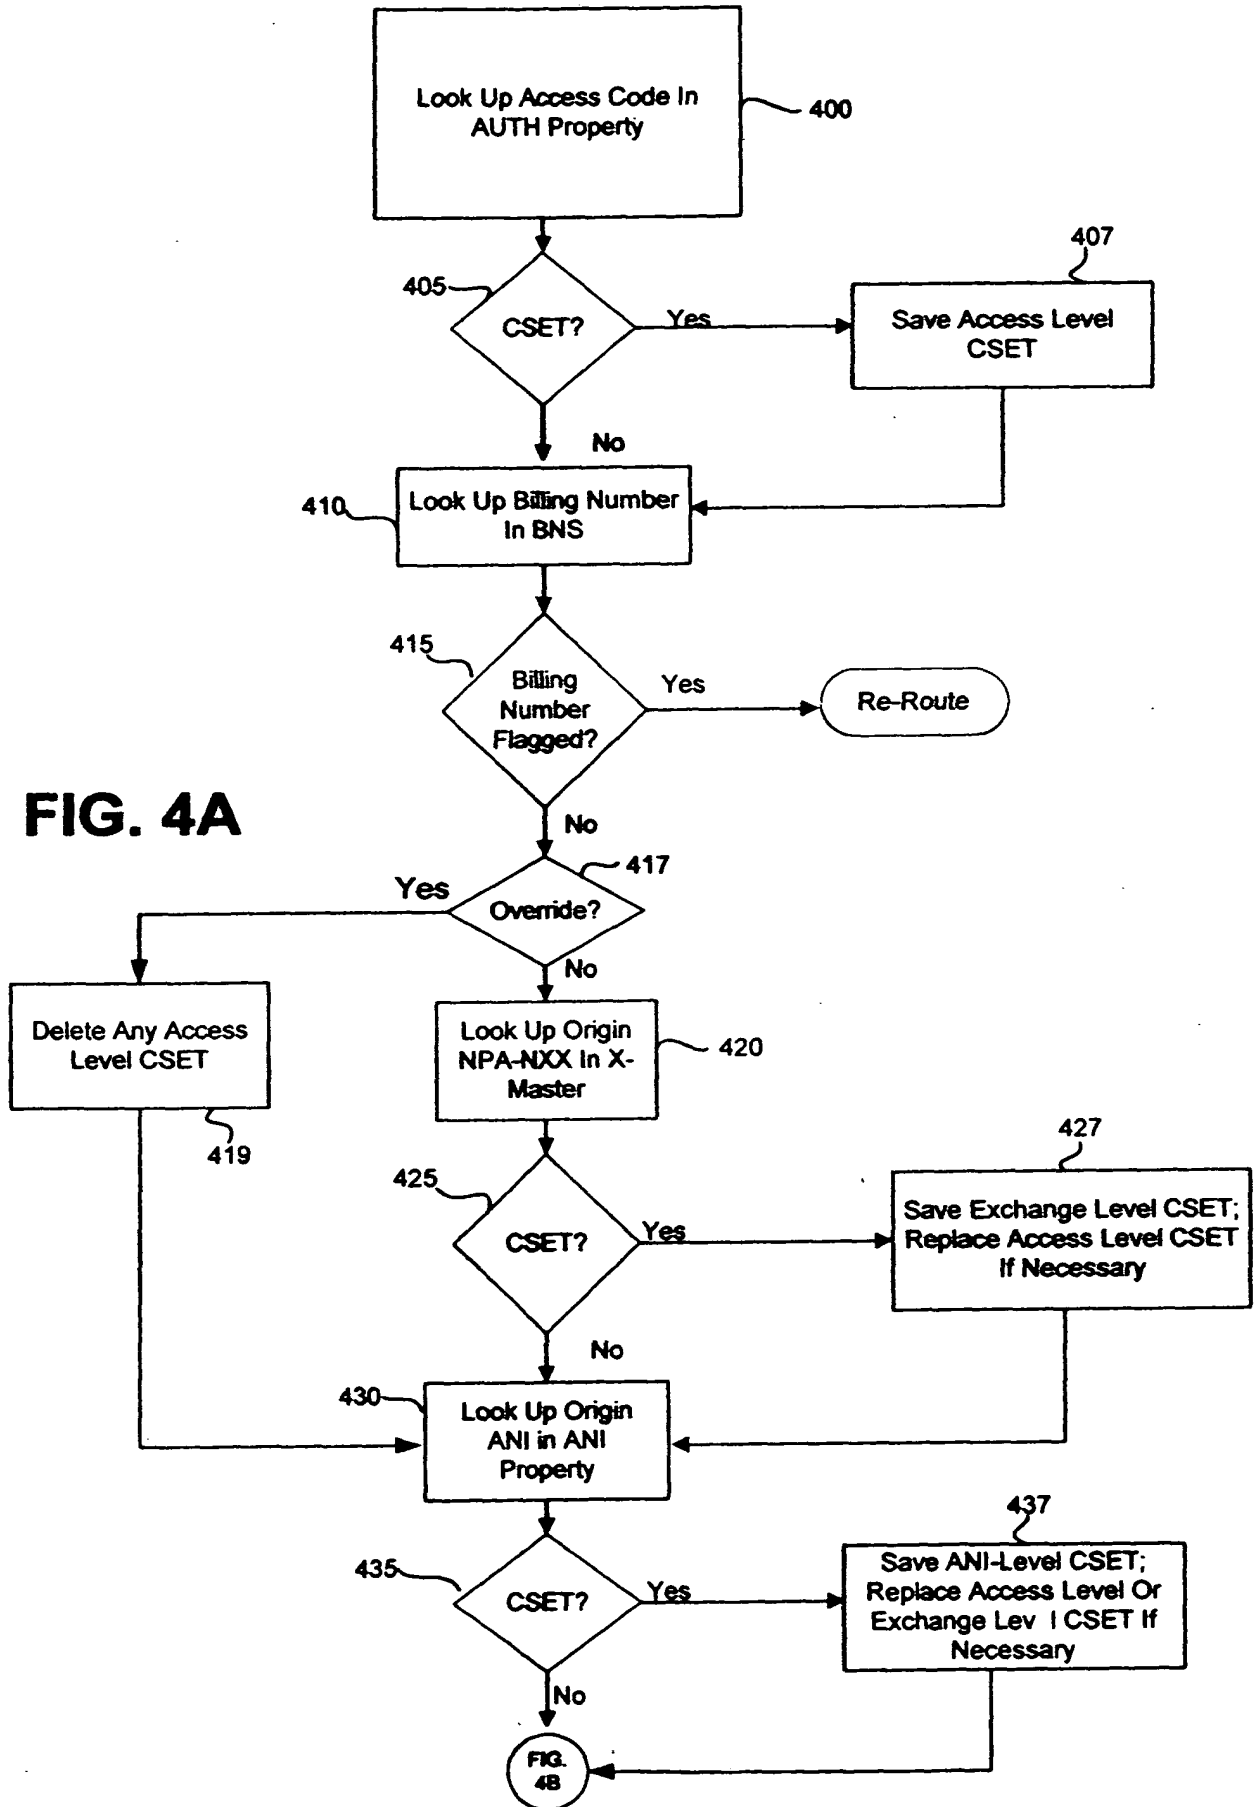 Look Up Access Code In
AUTH Property
400
407
405
CSET?
Yes
Save Access Level
CSET
No
410
Look Up Billing Number
In BNS
415
Billing
Number
Flagged?
Yes
Re-Route
FIG. 4A
No
417
Yes
Override?
No
Delete Any Access
Level CSET
419
Look Up Origin
NPA-NXX In X-
Master
420
427
425
CSET?
Yes
Save Exchange Level CSET;
Replace Access Level CSET
If Necessary
No
430
Look Up Origin
ANI in ANI
Property
437
435
CSET?
Yes
Save ANI-Level CSET;
Replace Access Level Or
Exchange Lev l CSET If
Necessary
No
FIG.
4B